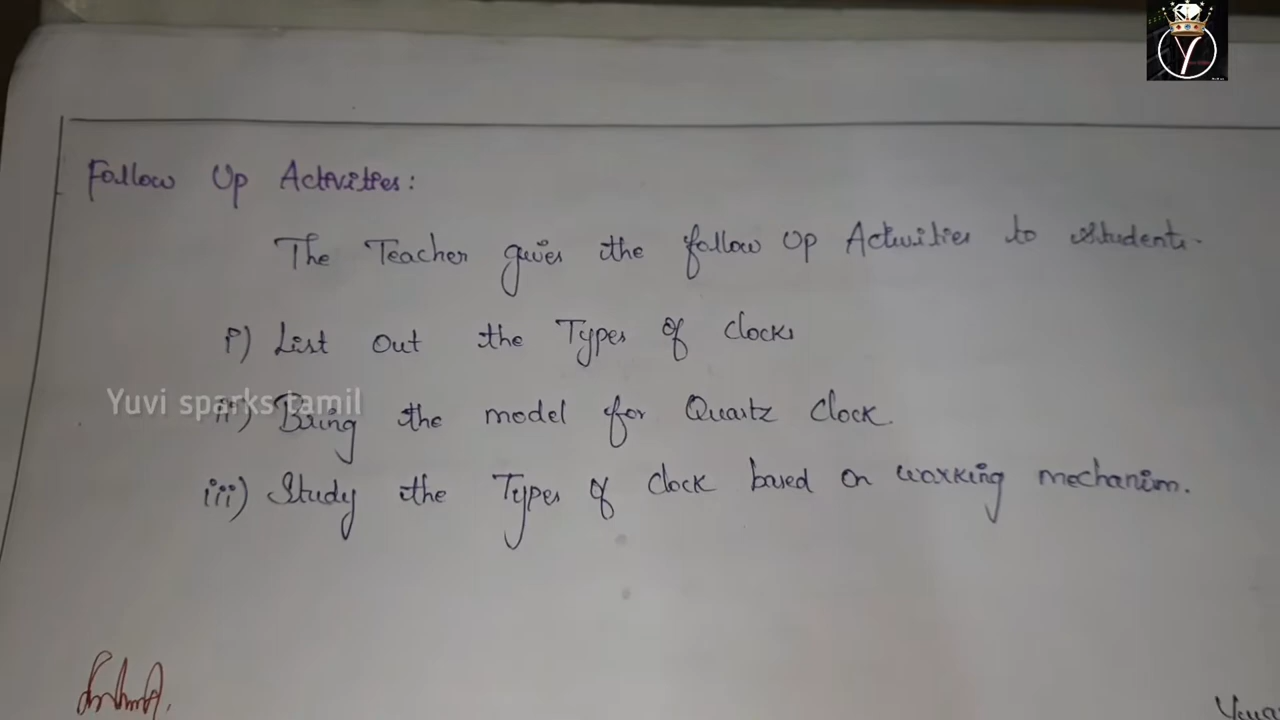 Follow Up Activities:
The Teacher gives the follow Up Activities to students.
i) List out the Types of clocks
ii) Bring the model for Quartz clock.
Yuvi sparks tamil
iii) Study the Types of clock based on working mechanism.